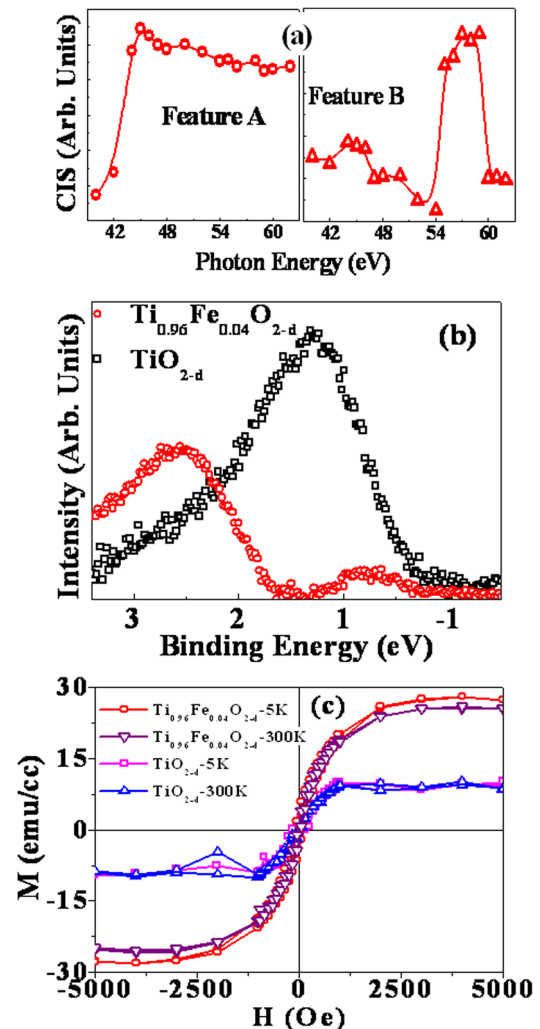 (a)
CIS (Arb. Units)
Feature A
Feature B
42 48 54 60 42 48 54 60
Photon Energy (eV)
(b)
Ti0.96Fe0.04O2-d
TiO2-d
Intensity (Arb. Units)
3 2 1 -1
Binding Energy (eV)
(c)
30
15
0
-15
-30
M (emu/cc)
Ti0.96Fe0.04O2-d-5K
Ti0.96Fe0.04O2-d-300K
TiO2-d-5K
TiO2-d-300K
-5000 -2500 0 2500 5000
H (Oe)